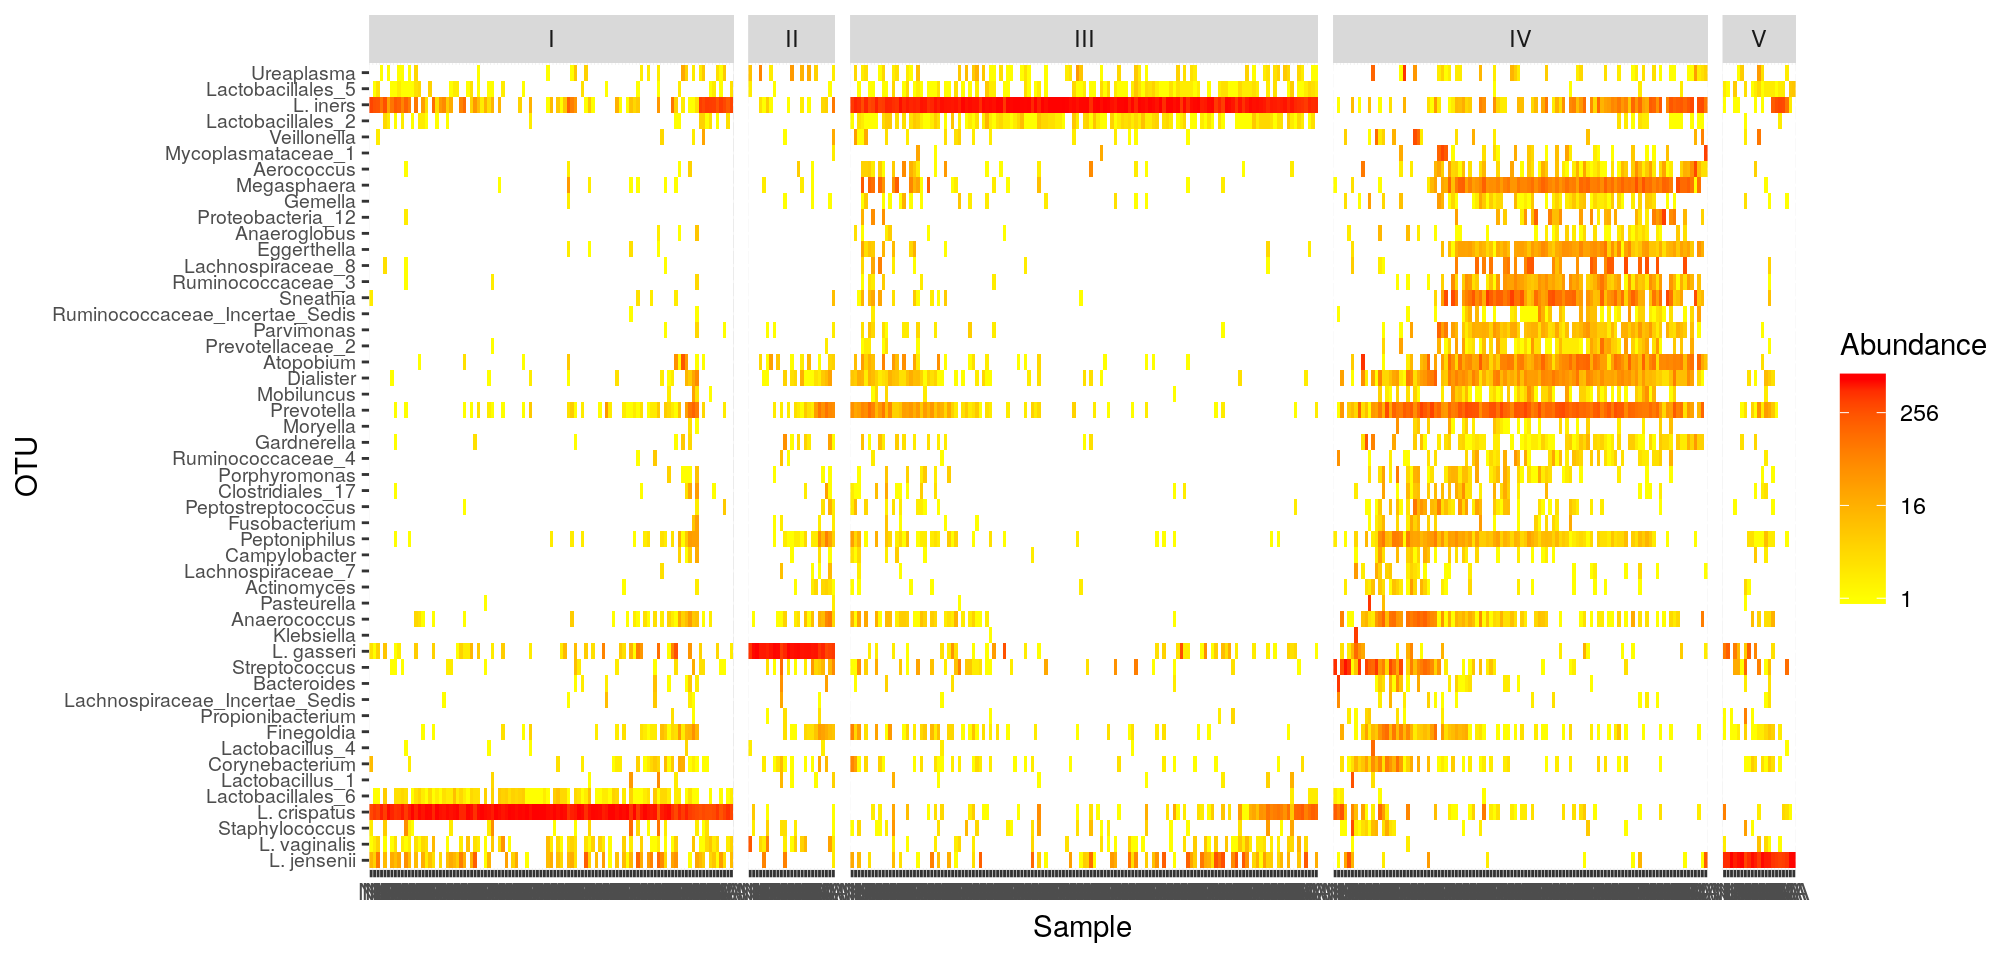 I II III IV V
Ureaplasma
Lactobacillales_5
L. iners
Lactobacillales_2
Veillonella
Mycoplasmataceae_1
Aerococcus
Megasphaera
Gemella
Proteobacteria_12
Anaeroglobus
Eggerthella
Lachnospiraceae_8
Ruminococcaceae_3
Sneathia
Ruminococcaceae_Incertae_Sedis
Parvimonas
Prevotellaceae_2
Atopobium
Dialister
Mobiluncus
Prevotella
Moryella
Gardnerella
Ruminococcaceae_4
Porphyromonas
Clostridiales_17
Peptostreptococcus
Fusobacterium
Peptoniphilus
Campylobacter
Lachnospiraceae_7
Actinomyces
Pasteurella
Anaerococcus
Klebsiella
L. gasseri
Streptococcus
Bacteroides
Lachnospiraceae_Incertae_Sedis
Propionibacterium
Finegoldia
Lactobacillus_4
Corynebacterium
Lactobacillus_1
Lactobacillales_6
L. crispatus
Staphylococcus
L. vaginalis
L. jensenii
OTU
Sample
Abundance
256
16
1